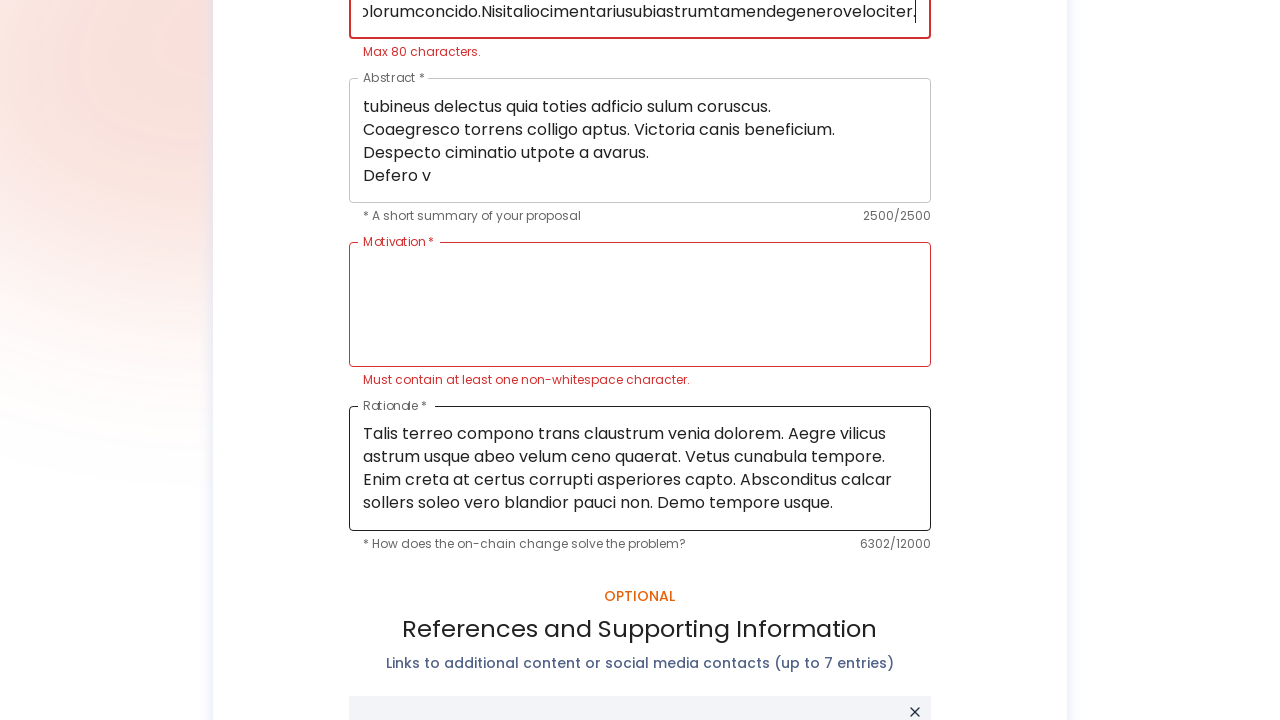 olorumconcido.Nisitaliocimentariusubiastrumtamendegenerovelociter.
Max 80 characters.
Abstract *
tubineus delectus quia toties adficio sulum coruscus.
Coaegresco torrens colligo aptus. Victoria canis beneficium.
Despecto ciminatio utpote a avarus.
Defero v
* A short summary of your proposal 2500/2500
Motivation *
Must contain at least one non-whitespace character.
Rationale *
Talis terreo compono trans claustrum venia dolorem. Aegre vilicus
astrum usque abeo velum ceno quaerat. Vetus cunabula tempore.
Enim creta at certus corrupti asperiores capto. Absconditus calcar
sollers soleo vero blandior pauci non. Demo tempore usque.
* How does the on-chain change solve the problem? 6302/12000
OPTIONAL
References and Supporting Information
Links to additional content or social media contacts (up to 7 entries)